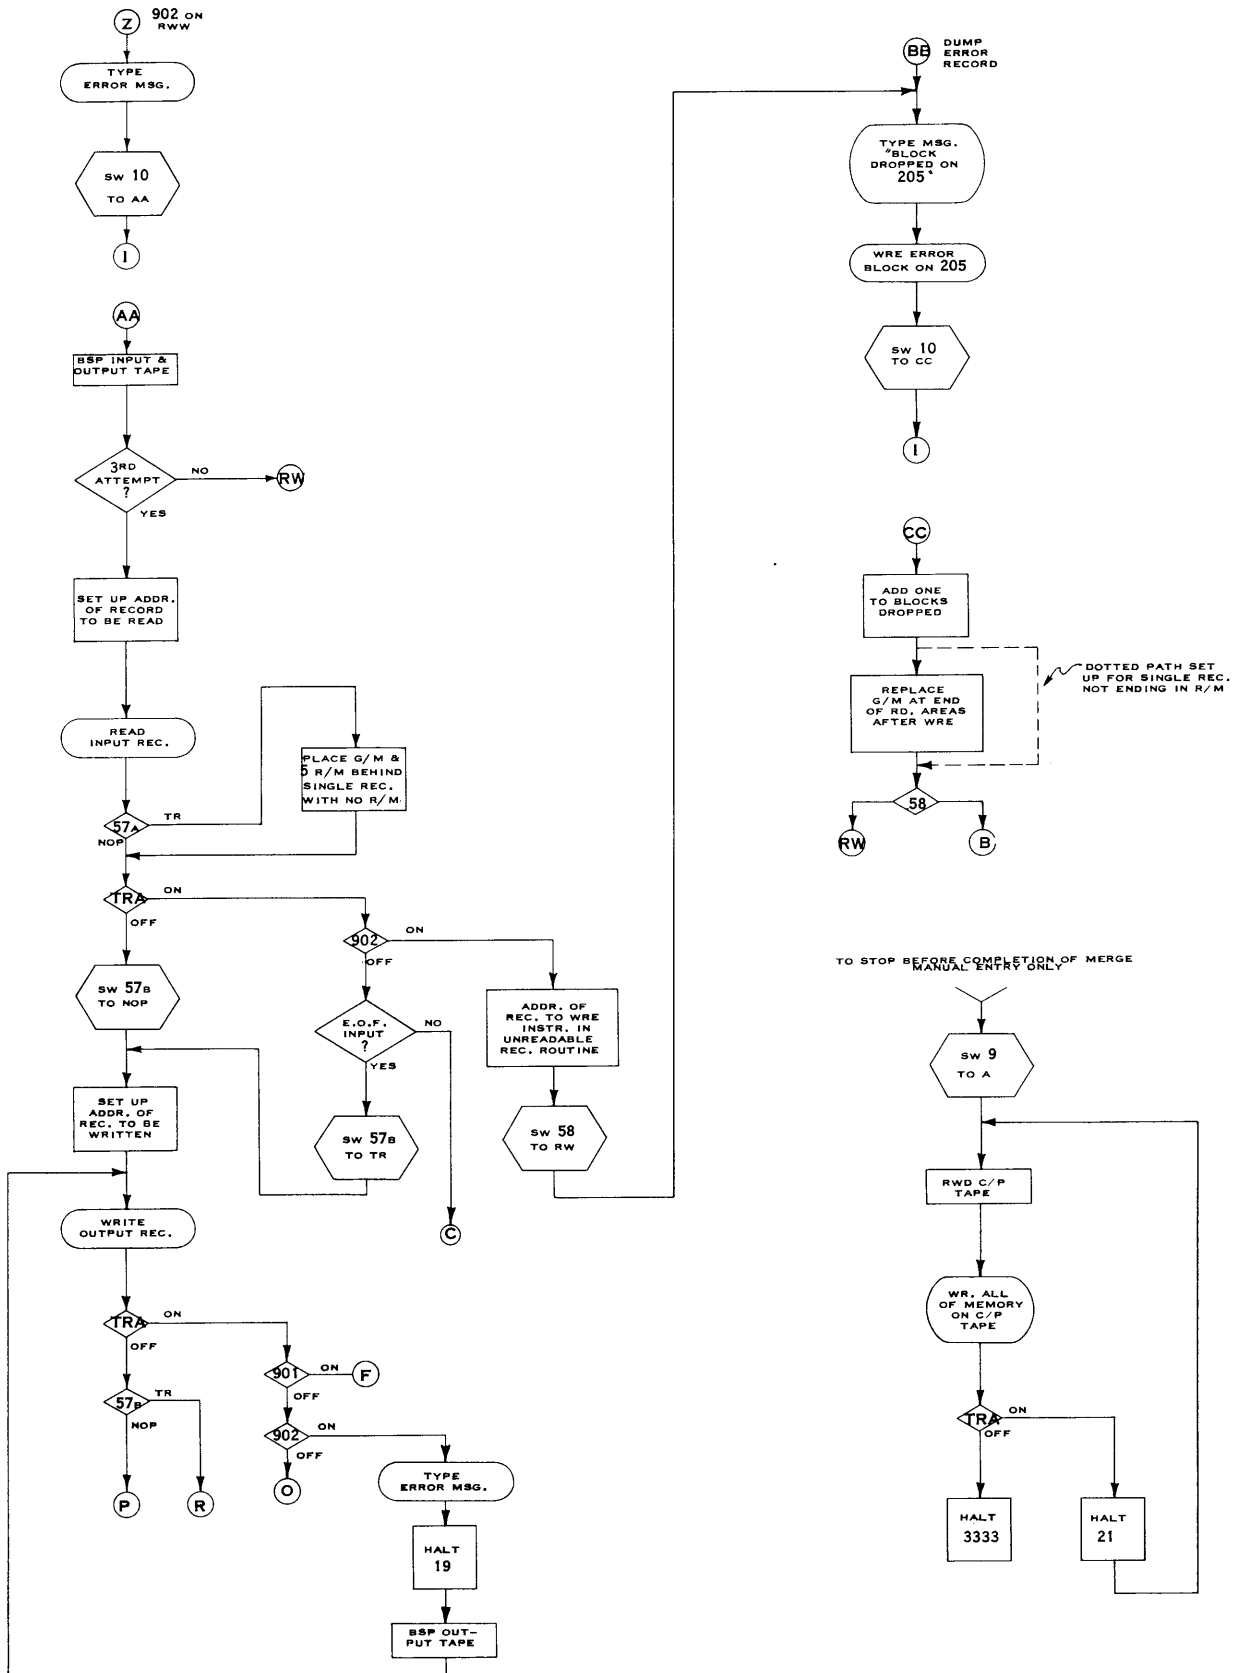 Z
902 ON
RWW
TYPE
ERROR MSG.
SW 10
TO AA
I
AA
BSP INPUT &
OUTPUT TAPE
3RD
ATTEMPT
?
NO
RW
YES
SET UP ADDR.
OF RECORD
TO BE READ
READ
INPUT REC.
PLACE G/M &
5 R/M BEHIND
SINGLE REC.
WITH NO R/M.
57A
TR
NOP
TRA
ON
OFF
SW 57B
TO NOP
902
ON
OFF
E.O.F.
INPUT
?
NO
YES
ADDR. OF
REC. TO WRE
INSTR. IN
UNREADABLE
REC. ROUTINE
SET UP
ADDR. OF
REC. TO BE
WRITTEN
SW 57B
TO TR
SW 58
TO RW
C
WRITE
OUTPUT REC.
TRA
ON
OFF
901
ON
F
OFF
57B
TR
NOP
902
ON
OFF
P
R
O
TYPE
ERROR MSG.
HALT
19
BSP OUT-
PUT TAPE
BB
DUMP
ERROR
RECORD
TYPE MSG.
"BLOCK
DROPPED ON
205"
WRE ERROR
BLOCK ON 205
SW 10
TO CC
I
CC
ADD ONE
TO BLOCKS
DROPPED
DOTTED PATH SET
UP FOR SINGLE REC.
NOT ENDING IN R/M
REPLACE
G/M AT END
OF RD. AREAS
AFTER WRE
58
RW
B
TO STOP BEFORE COMPLETION OF MERGE
MANUAL ENTRY ONLY
SW 9
TO A
RWD C/P
TAPE
WR. ALL
OF MEMORY
ON C/P
TAPE
TRA
ON
OFF
HALT
3333
HALT
21